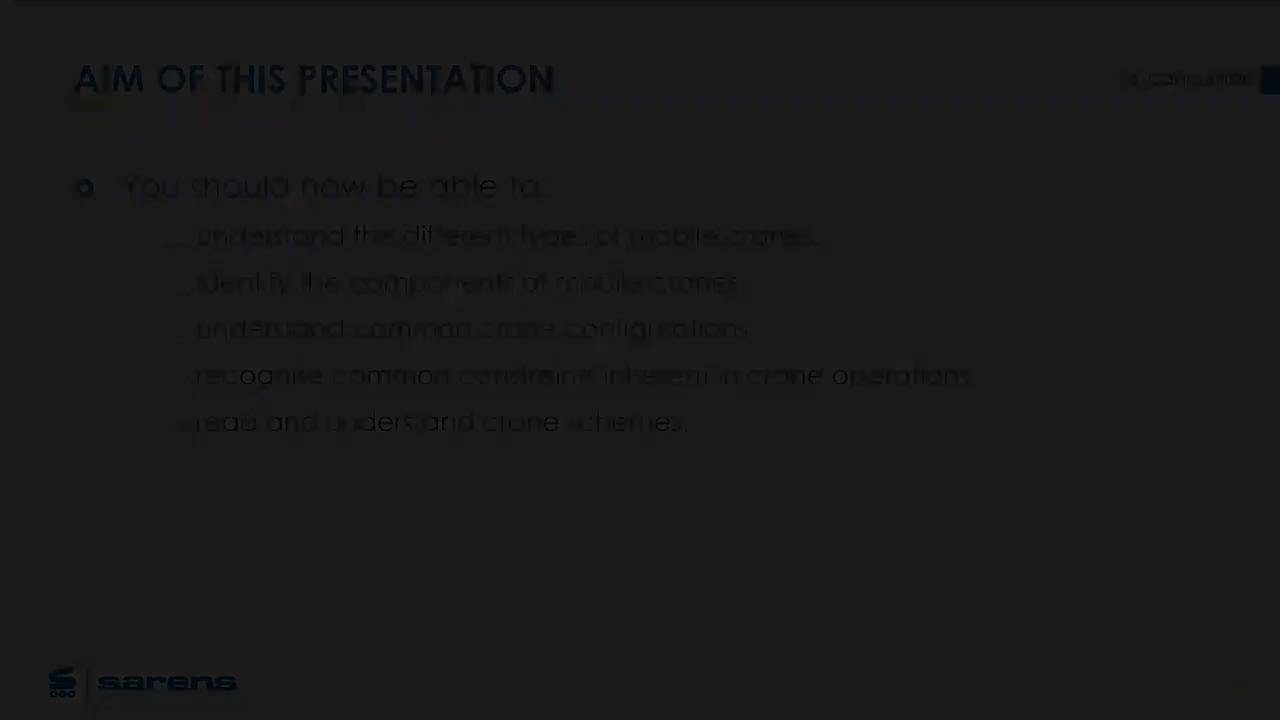 AIM OF THIS PRESENTATION
You should now be able to:
understand the different types of mobile cranes
identify the components of mobile cranes
understand common crane configurations
recognise common constraints inherent in crane operations
read and understand crane schemes.
sarens